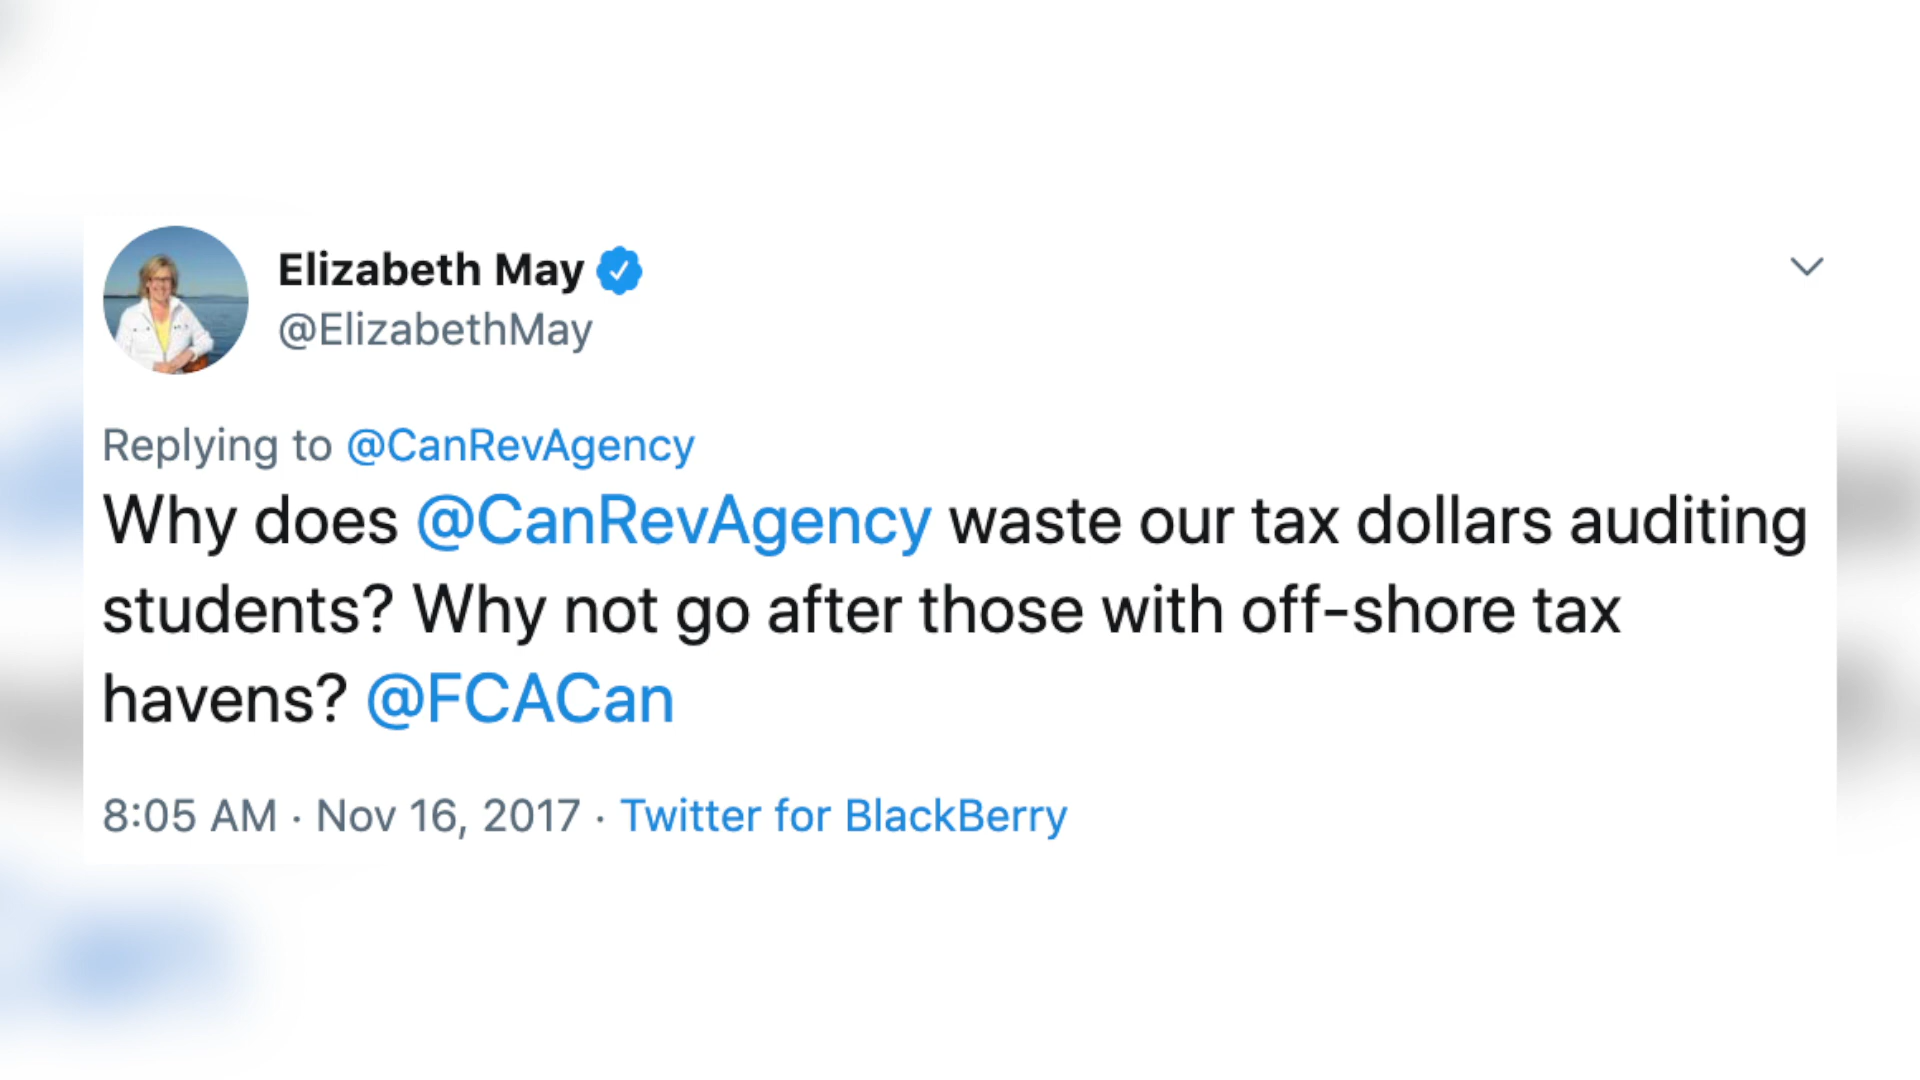 Elizabeth May
@ElizabethMay
Replying to @CanRevAgency
Why does @CanRevAgency waste our tax dollars auditing
students? Why not go after those with off-shore tax
havens? @FCACan
8:05 AM · Nov 16, 2017 · Twitter for BlackBerry